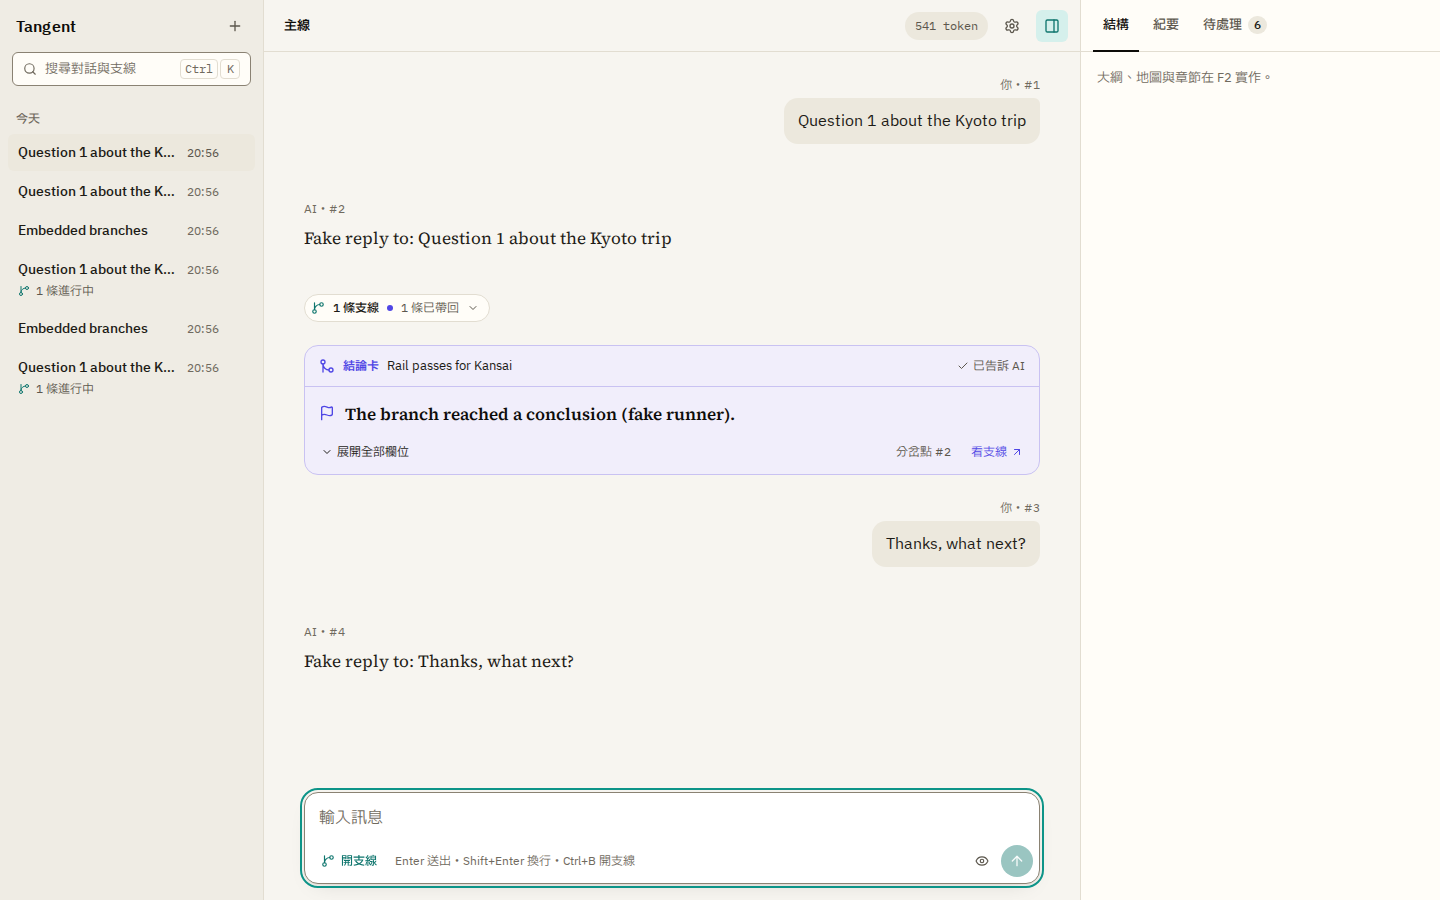 Tangent
搜尋對話與支線 Ctrl K
今天
Question 1 about the K... 20:56
Question 1 about the K... 20:56
Embedded branches 20:56
Question 1 about the K... 20:56
1 條進行中
Embedded branches 20:56
Question 1 about the K... 20:56
1 條進行中
主線 541 token
你・#1
Question 1 about the Kyoto trip
AI・#2
Fake reply to: Question 1 about the Kyoto trip
1 條支線 1 條已帶回
結論卡 Rail passes for Kansai 已告訴 AI
The branch reached a conclusion (fake runner).
展開全部欄位 分岔點 #2 看支線
你・#3
Thanks, what next?
AI・#4
Fake reply to: Thanks, what next?
輸入訊息
開支線 Enter 送出・Shift+Enter 換行・Ctrl+B 開支線
結構 紀要 待處理 6
大綱、地圖與章節在 F2 實作。